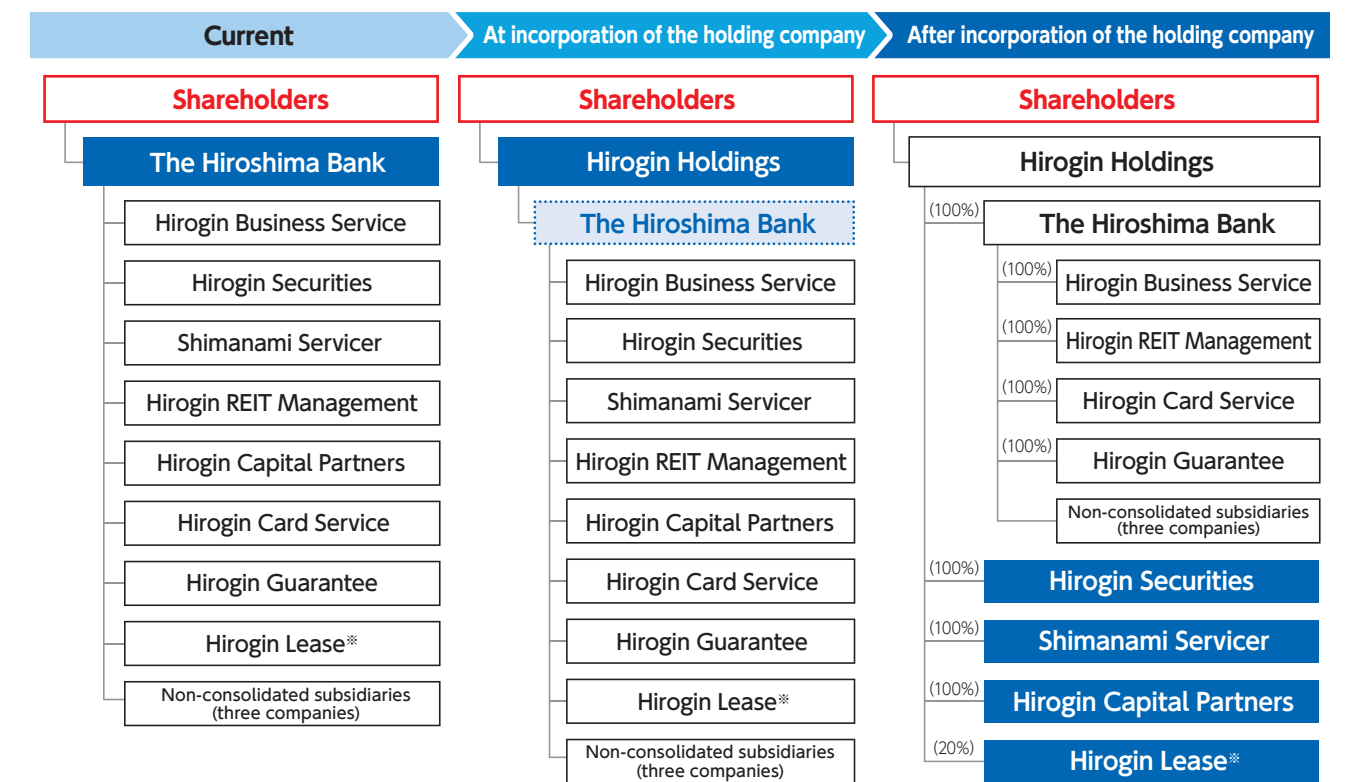 Current
At incorporation of the holding company
After incorporation of the holding company
Shareholders
The Hiroshima Bank
Hirogin Business Service
Hirogin Securities
Shimanami Servicer
Hirogin REIT Management
Hirogin Capital Partners
Hirogin Card Service
Hirogin Guarantee
Hirogin Lease※
Non-consolidated subsidiaries
(three companies)
Shareholders
Hirogin Holdings
The Hiroshima Bank
Hirogin Business Service
Hirogin Securities
Shimanami Servicer
Hirogin REIT Management
Hirogin Capital Partners
Hirogin Card Service
Hirogin Guarantee
Hirogin Lease※
Non-consolidated subsidiaries
(three companies)
Shareholders
Hirogin Holdings
(100%)
The Hiroshima Bank
(100%)
Hirogin Business Service
(100%)
Hirogin REIT Management
(100%)
Hirogin Card Service
(100%)
Hirogin Guarantee
Non-consolidated subsidiaries
(three companies)
(100%)
Hirogin Securities
(100%)
Shimanami Servicer
(100%)
Hirogin Capital Partners
(20%)
Hirogin Lease※